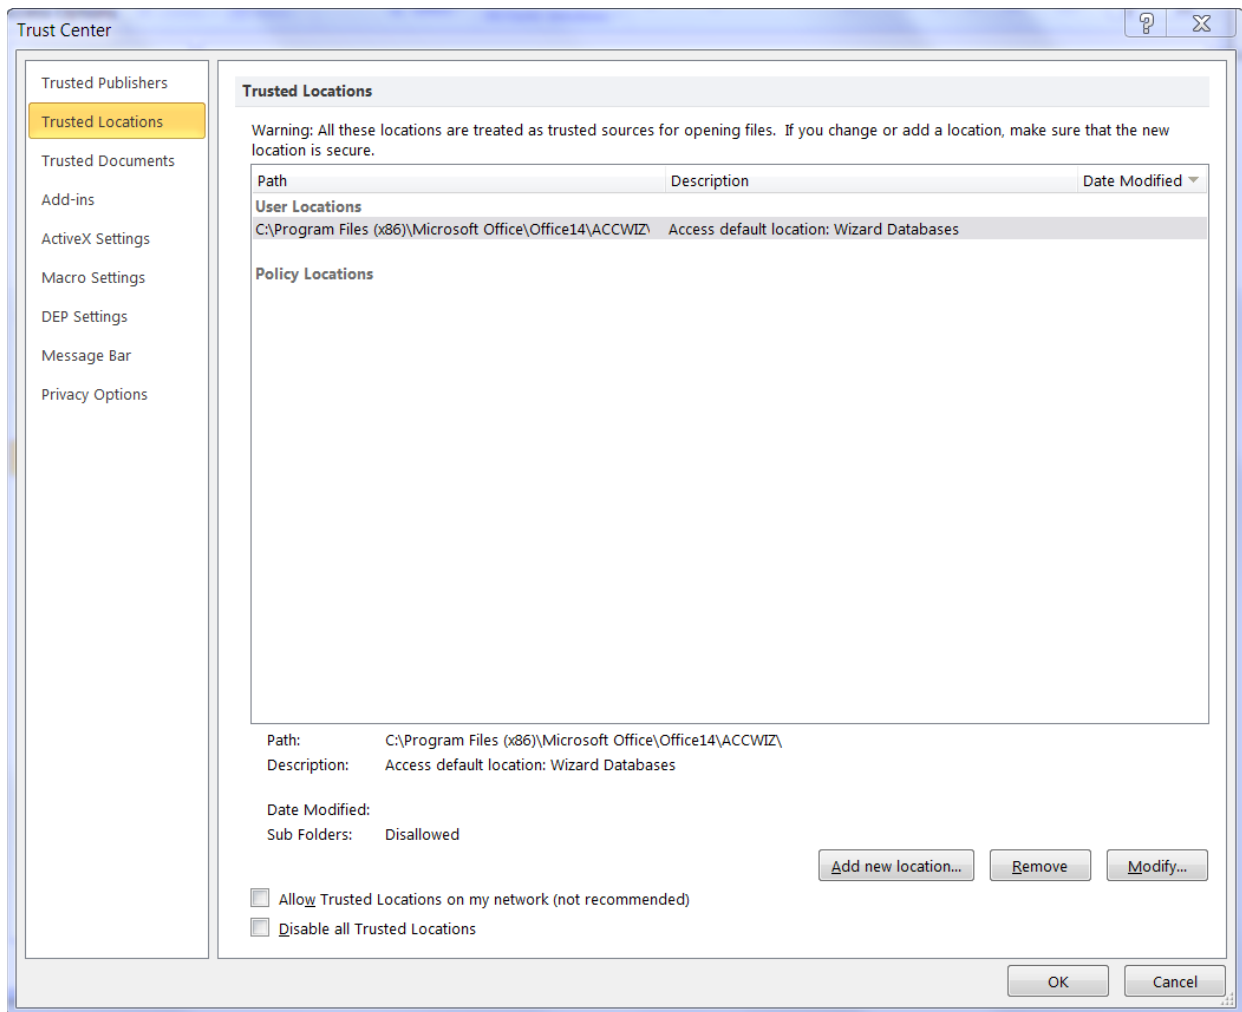 Trust Center
Trusted Publishers
Trusted Locations
Trusted Documents
Add-ins
ActiveX Settings
Macro Settings
DEP Settings
Message Bar
Privacy Options
Trusted Locations
Warning: All these locations are treated as trusted sources for opening files. If you change or add a location, make sure that the new
location is secure.
Path Description Date Modified
User Locations
C:\Program Files (x86)\Microsoft Office\Office14\ACCWIZ\ Access default location: Wizard Databases
Policy Locations
Path: C:\Program Files (x86)\Microsoft Office\Office14\ACCWIZ\
Description: Access default location: Wizard Databases
Date Modified:
Sub Folders: Disallowed
Add new location... Remove Modify...
Allow Trusted Locations on my network (not recommended)
Disable all Trusted Locations
OK Cancel